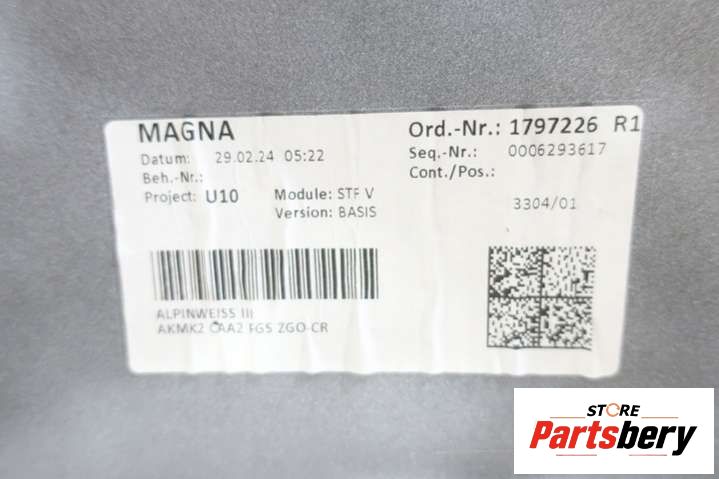 MAGNA
Ord.-Nr.: 1797226 R1
Datum: 29.02.24 05:22
Seq.-Nr.: 0006293617
Beh.-Nr.:
Cont./Pos.:
Project: U10
Module: STF V
3304/01
Version: BASIS
ALPINWEISS III
AKMK2 CAA2 FGS ZGO-CR
STORE
Partsbery